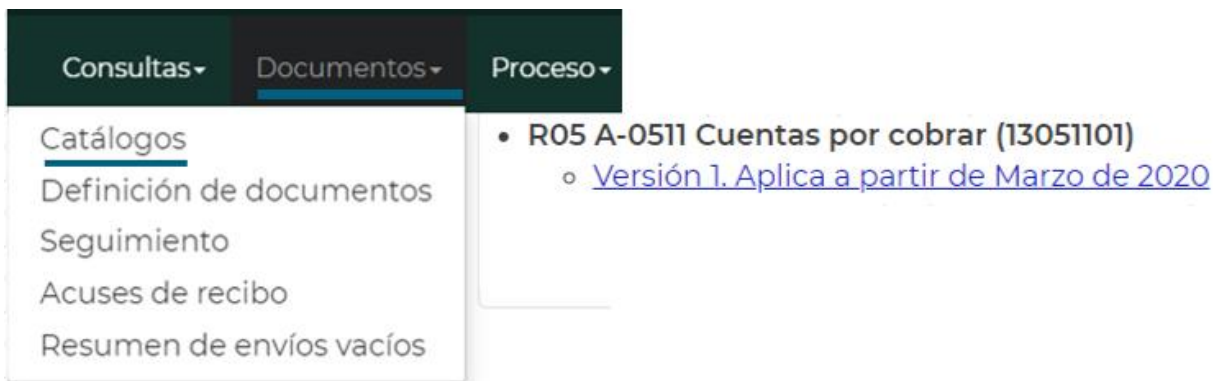 Consultas Documentos Proceso
Catálogos
Definición de documentos
Seguimiento
Acuses de recibo
Resumen de envíos vacíos
• R05 A-0511 Cuentas por cobrar (13051101)
◦ Versión 1. Aplica a partir de Marzo de 2020